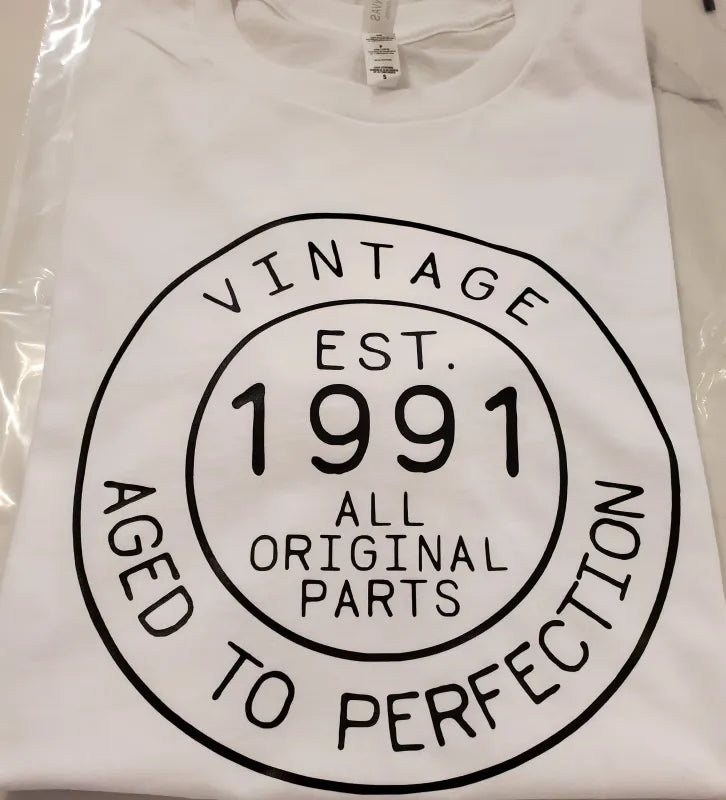 VINTAGE
EST.
1991
ALL
ORIGINAL
PARTS
AGED TO PERFECTION